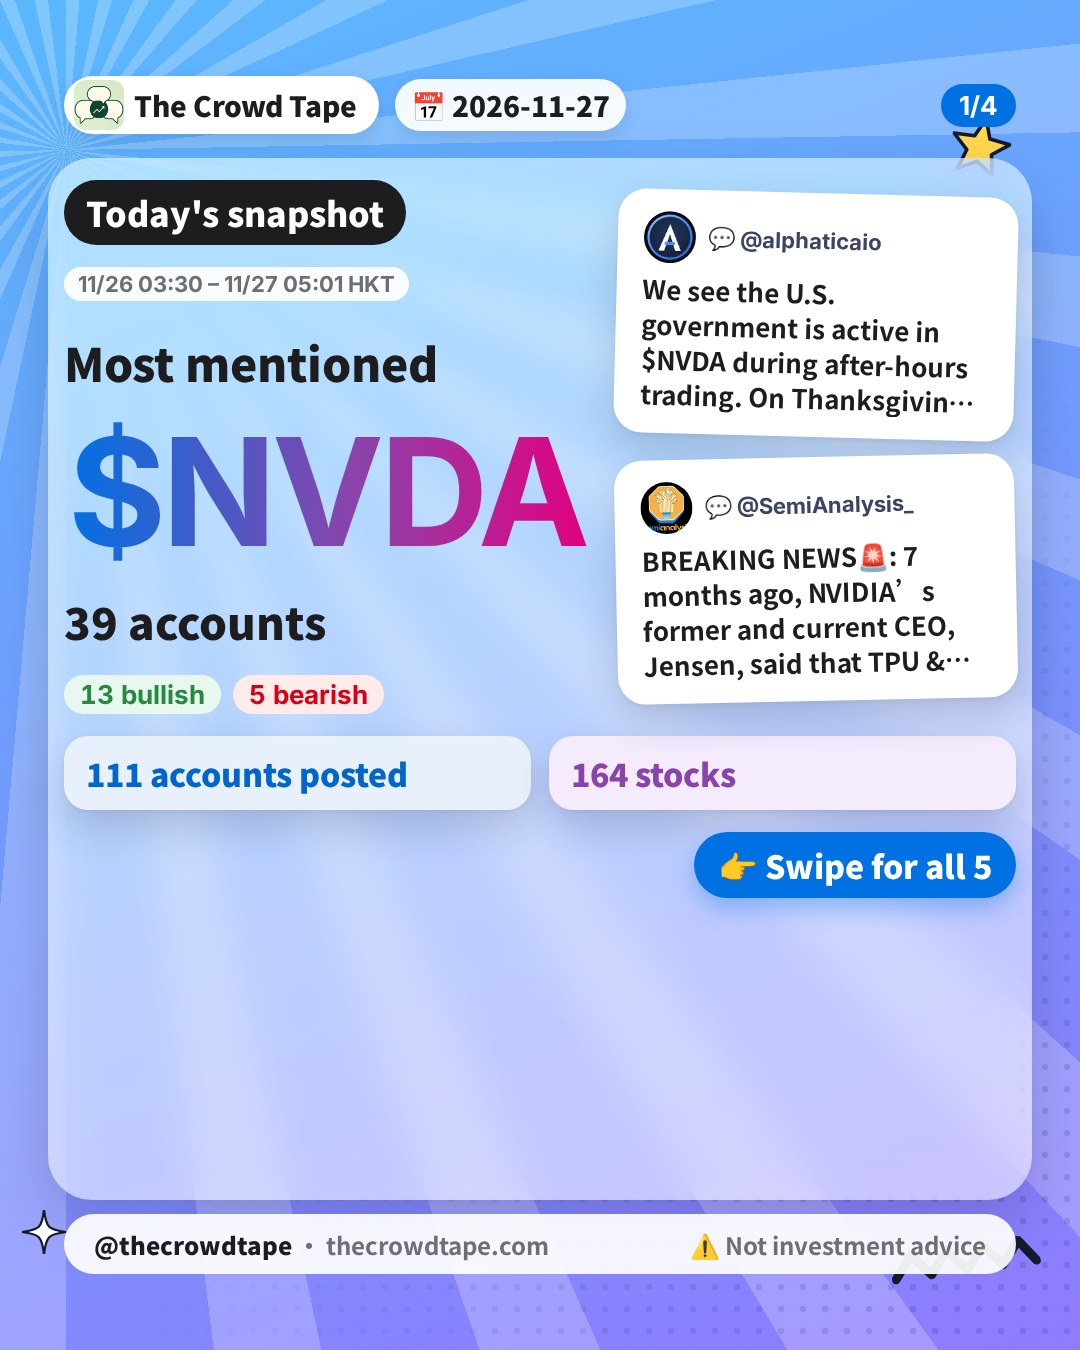 The Crowd Tape
July
17
2026-11-27
1/4
Today's snapshot
11/26 03:30 – 11/27 05:01 HKT
Most mentioned
$NVDA
39 accounts
13 bullish
5 bearish
@alphaticaio
We see the U.S.
government is active in
$NVDA during after-hours
trading. On Thanksgivin…
@SemiAnalysis_
BREAKING NEWS🚨: 7
months ago, NVIDIA’s
former and current CEO,
Jensen, said that TPU &…
111 accounts posted
164 stocks
👉 Swipe for all 5
@thecrowdtape • thecrowdtape.com
⚠️ Not investment advice